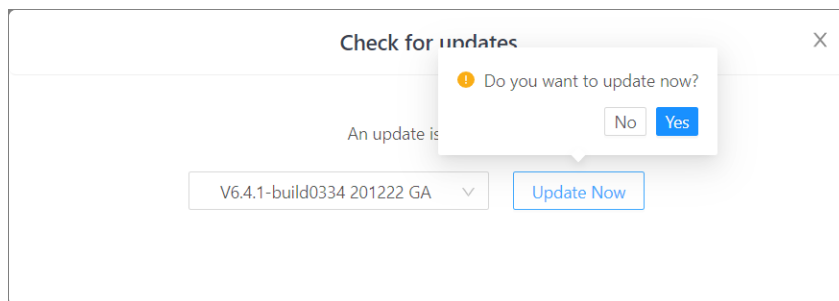 Check for updates
Do you want to update now?
No Yes
An update is
V6.4.1-build0334 201222 GA
Update Now